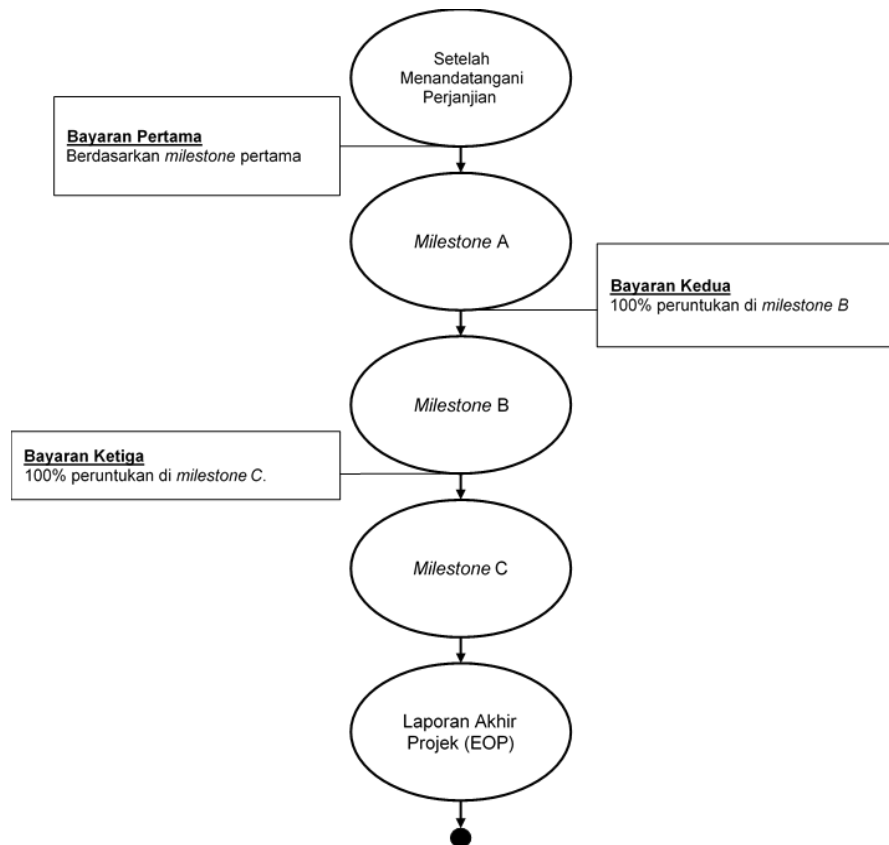 Setelah
Menandatangani
Perjanjian
Bayaran Pertama
Berdasarkan milestone pertama
Milestone A
Bayaran Kedua
100% peruntukan di milestone B
Milestone B
Bayaran Ketiga
100% peruntukan di milestone C.
Milestone C
Laporan Akhir
Projek (EOP)